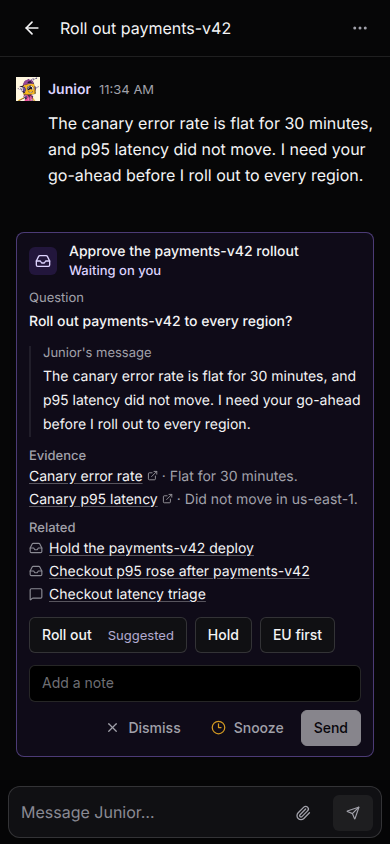 Roll out payments-v42
Junior 11:34 AM
The canary error rate is flat for 30 minutes,
and p95 latency did not move. I need your
go-ahead before I roll out to every region.
Approve the payments-v42 rollout
Waiting on you
Question
Roll out payments-v42 to every region?
Junior's message
The canary error rate is flat for 30 minutes, and
p95 latency did not move. I need your go-ahead
before I roll out to every region.
Evidence
Canary error rate · Flat for 30 minutes.
Canary p95 latency · Did not move in us-east-1.
Related
Hold the payments-v42 deploy
Checkout p95 rose after payments-v42
Checkout latency triage
Roll out Suggested Hold EU first
Add a note
Dismiss Snooze Send
Message Junior...